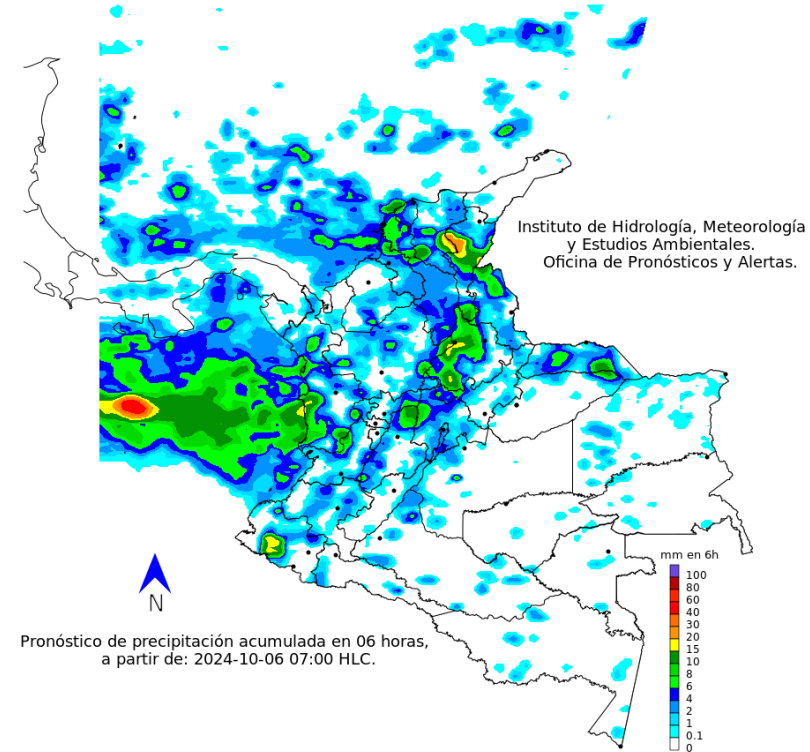 Instituto de Hidrología, Meteorología
y Estudios Ambientales.
Oficina de Pronósticos y Alertas.
mm en 6h
100
80
60
40
30
20
15
10
8
6
4
2
1
0.1
0
N
Pronóstico de precipitación acumulada en 06 horas,
a partir de: 2024-10-06 07:00 HLC.